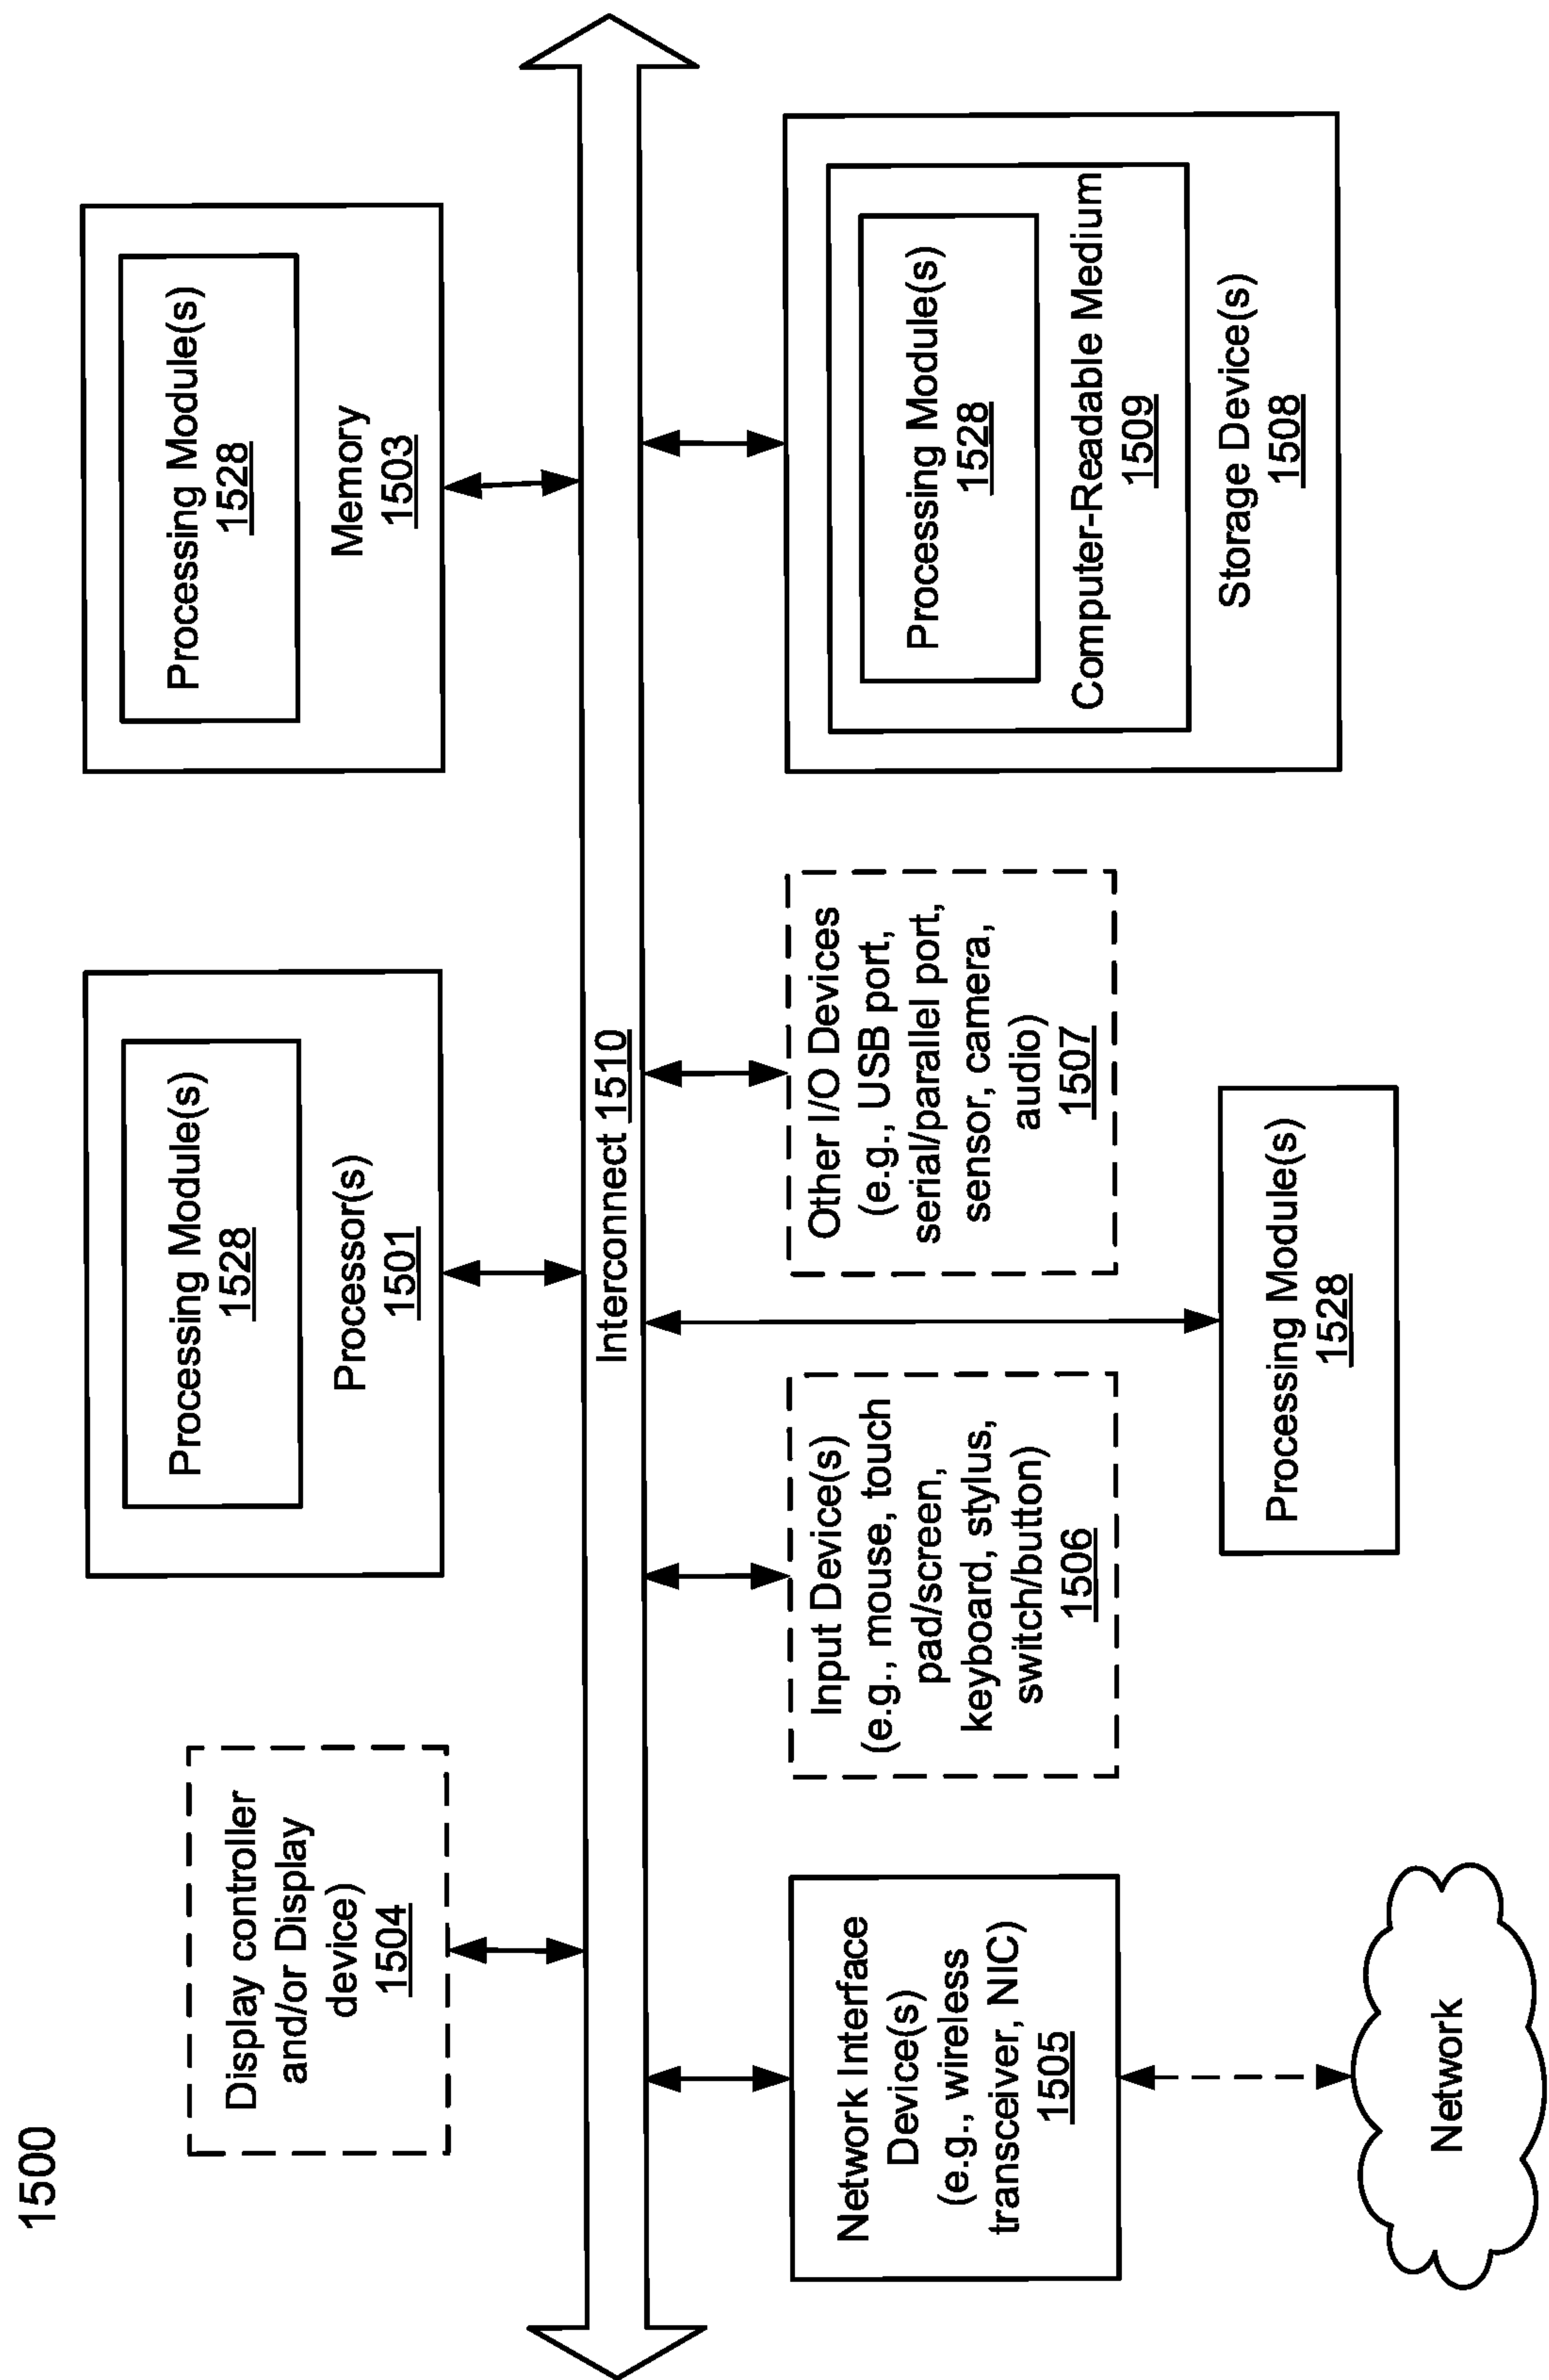 1500
Display controller
and/or Display
device)
1504
Processing Module(s)
1528
Processor(s)
1501
Processing Module(s)
1528
Memory
1503
Interconnect 1510
Network Interface
Device(s)
(e.g., wireless
transceiver, NIC)
1505
Input Device(s)
(e.g., mouse, touch
pad/screen,
keyboard, stylus,
switch/button)
1506
Other I/O Devices
(e.g., USB port,
serial/parallel port,
sensor, camera,
audio)
1507
Processing Module(s)
1528
Computer-Readable Medium
1509
Storage Device(s)
1508
Network
Processing Module(s)
1528